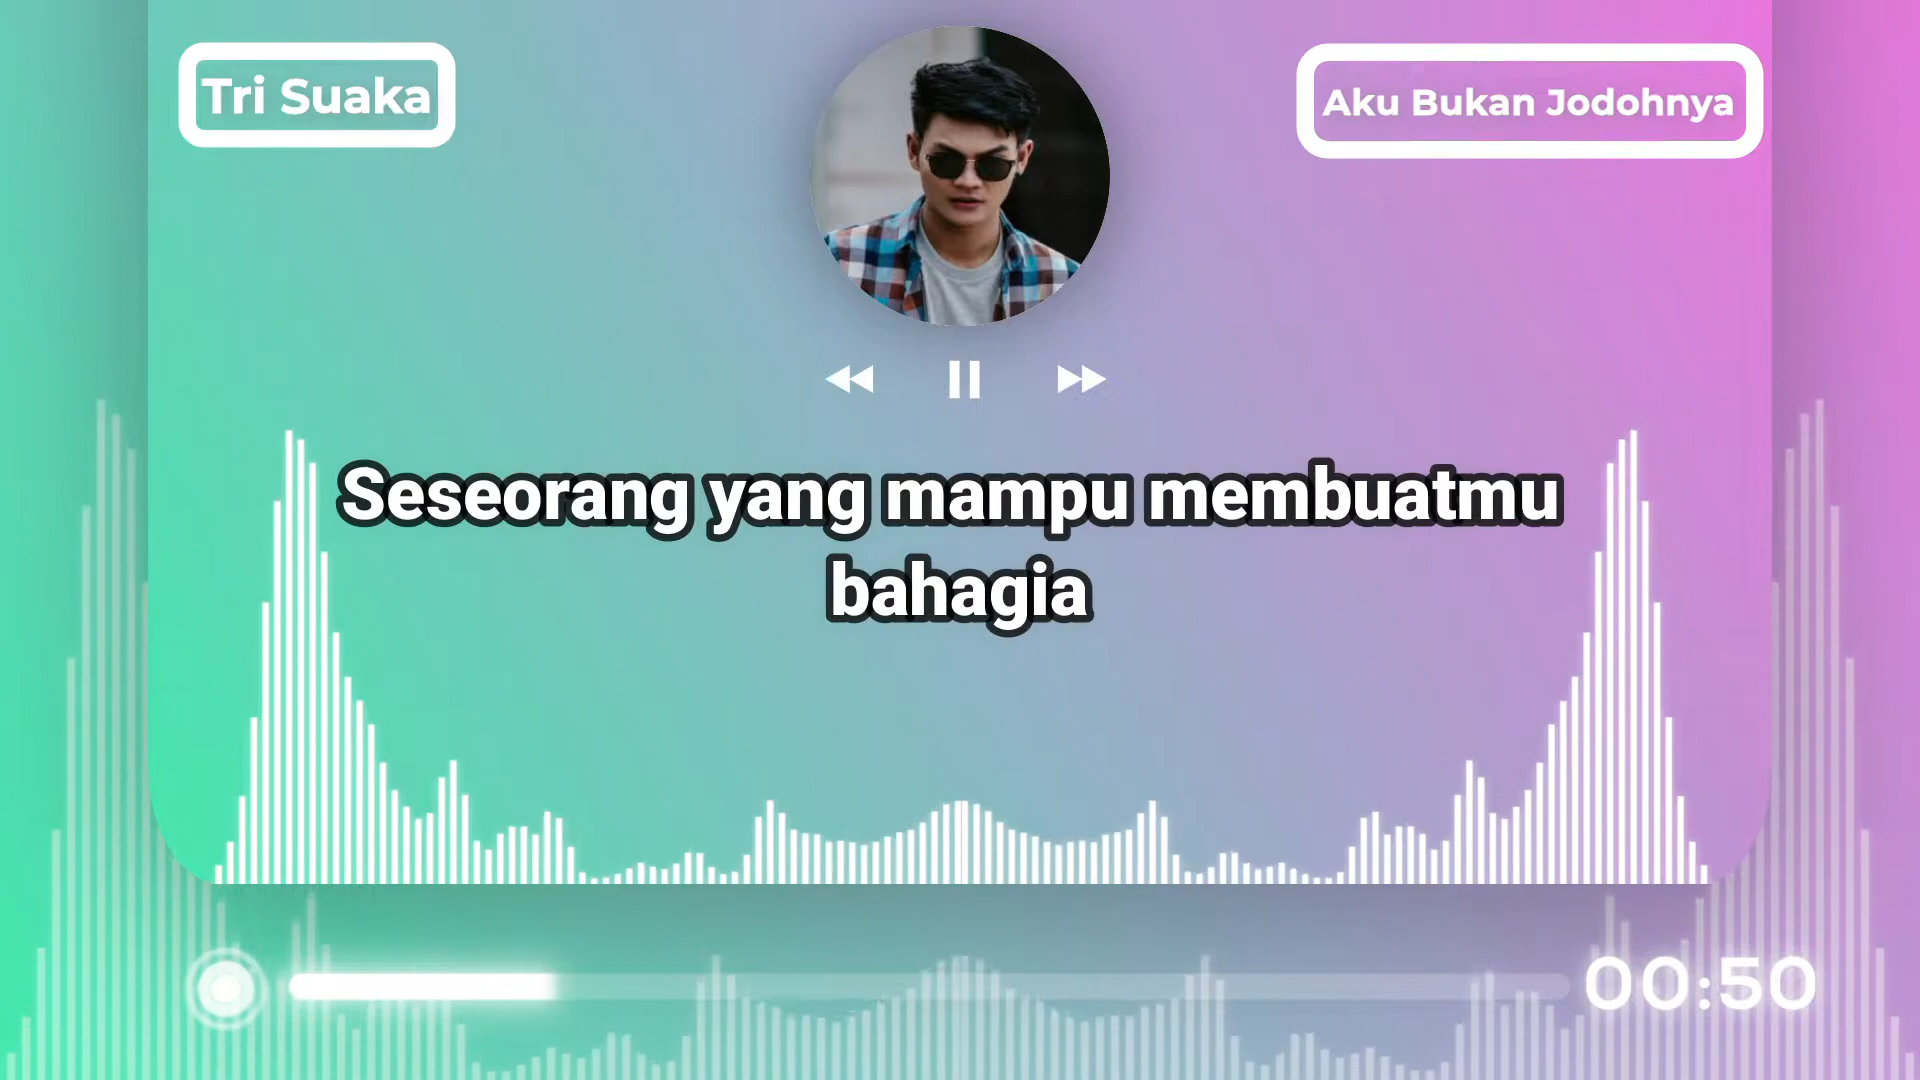 Tri Suaka
Aku Bukan Jodohnya
Seseorang yang mampu membuatmu
bahagia
00:50